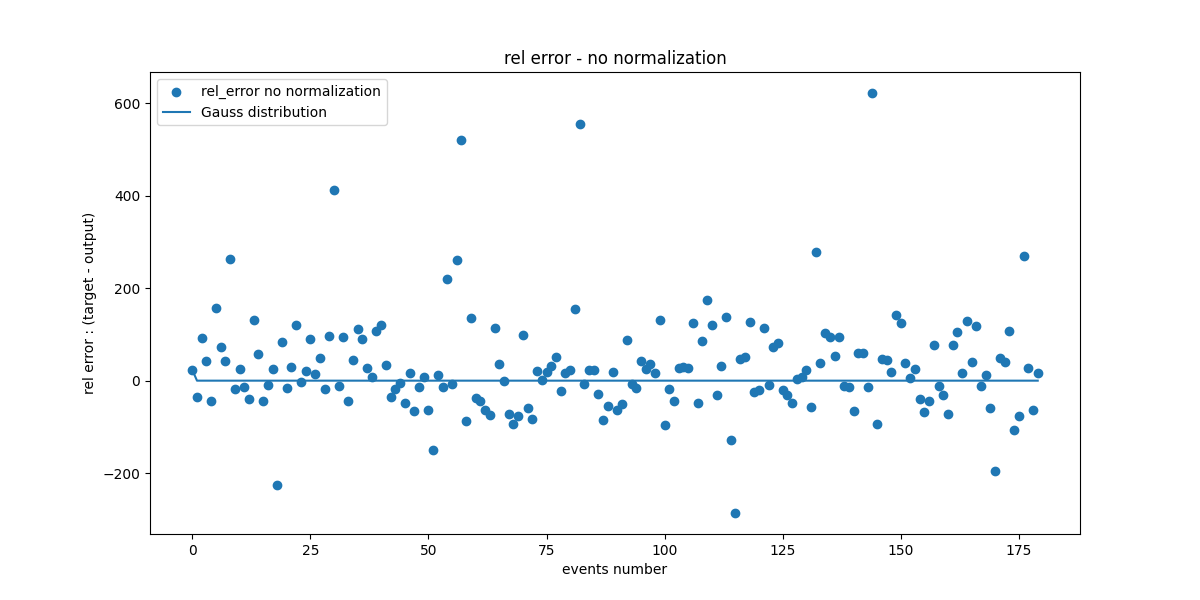 rel error - no normalization
rel_error no normalization
Gauss distribution
rel error : (target - output)
600
400
200
0
−200
0 25 50 75 100 125 150 175
events number